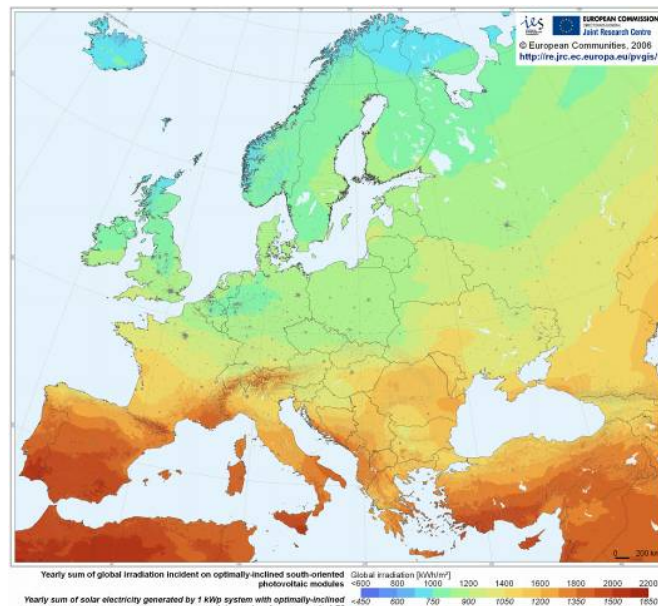 ies
EUROPEAN COMMISSION
DIRECTORATE-GENERAL
Joint Research Centre
© European Communities, 2006
http://re.jrc.ec.europa.eu/pvgis/
0 200 km
Yearly sum of global irradiation incident on optimally-inclined south-oriented
photovoltaic modules
Global irradiation [kWh/m²]
<600 800 1000 1200 1400 1600 1800 2000 2200
<450 600 750 900 1050 1200 1350 1500 1650
Yearly sum of solar electricity generated by 1 kWp system with optimally-inclined